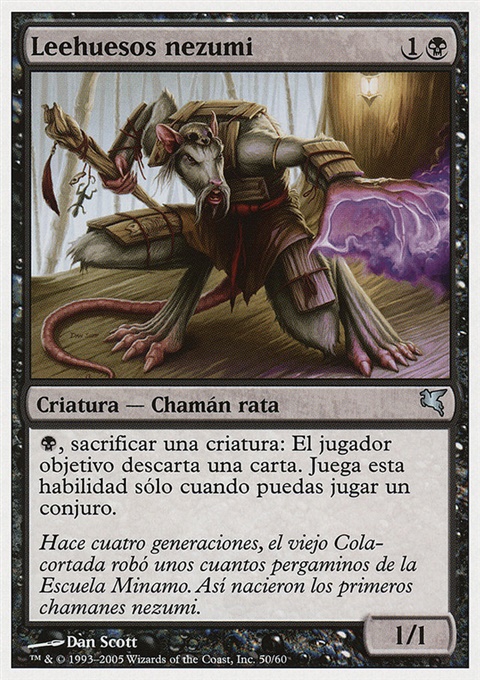 Leehuesos nezumi 1
Criatura — Chamán rata
, sacrificar una criatura: El jugador
objetivo descarta una carta. Juega esta
habilidad sólo cuando puedas jugar un
conjuro.
Hace cuatro generaciones, el viejo Cola-
cortada robó unos cuantos pergaminos de la
Escuela Minamo. Así nacieron los primeros
chamanes nezumi.
Dan Scott
1/1
™ & © 1993–2005 Wizards of the Coast, Inc. 50/60